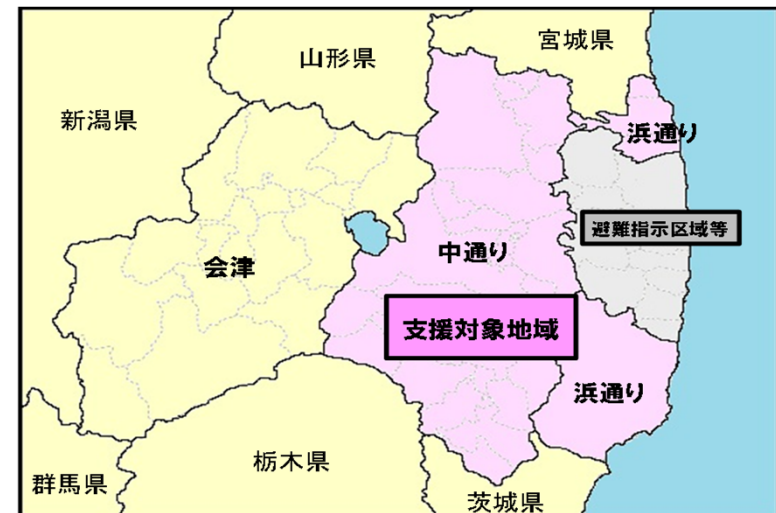 宮城県
山形県
新潟県
浜通り
避難指示区域等
中通り
会津
支援対象地域
浜通り
栃木県
群馬県
茨城県